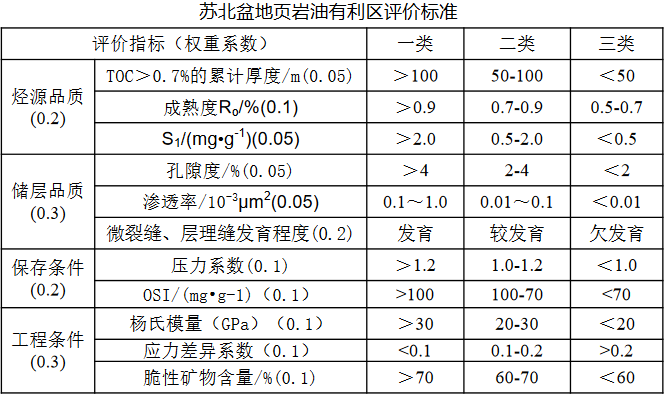 苏北盆地页岩油有利区评价标准
评价指标（权重系数） 一类 二类 三类
烃源品质(0.2) TOC＞0.7%的累计厚度/m(0.05) ＞100 50-100 ＜50
成熟度Ro/%(0.1) ＞0.9 0.7-0.9 0.5-0.7
S1/(mg•g-1)(0.05) ＞2.0 0.5-2.0 ＜0.5
储层品质(0.3) 孔隙度/%(0.05) ＞4 2-4 ＜2
渗透率/10−3μm2(0.05) 0.1～1.0 0.01～0.1 ＜0.01
微裂缝、层理缝发育程度(0.2) 发育 较发育 欠发育
保存条件(0.2) 压力系数(0.1) ＞1.2 1.0-1.2 ＜1.0
OSI/(mg•g-1)（0.1） >100 100-70 <70
工程条件(0.3) 杨氏模量（GPa）（0.1） ＞30 20-30 ＜20
应力差异系数（0.1） <0.1 0.1-0.2 >0.2
脆性矿物含量/%(0.1) ＞70 60-70 ＜60